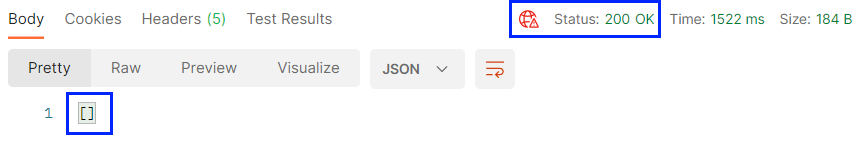 Body Cookies Headers (5) Test Results Status: 200 OK Time: 1522 ms Size: 184 B
Pretty Raw Preview Visualize JSON
1 []